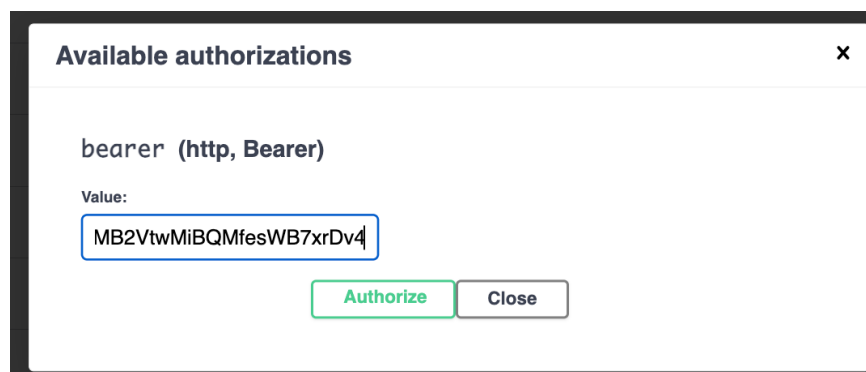 Available authorizations
bearer (http, Bearer)
Value:
MB2VtwMiBQMfesWB7xrDv4
Authorize
Close